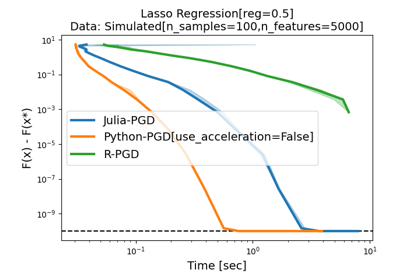 Lasso Regression[reg=0.5]
Data: Simulated[n_samples=100,n_features=5000]
10¹
10⁻¹
10⁻³
10⁻⁵
10⁻⁷
10⁻⁹
F(x) - F(x*)
Julia-PGD
Python-PGD[use_acceleration=False]
R-PGD
10⁻¹
10⁰
10¹
Time [sec]